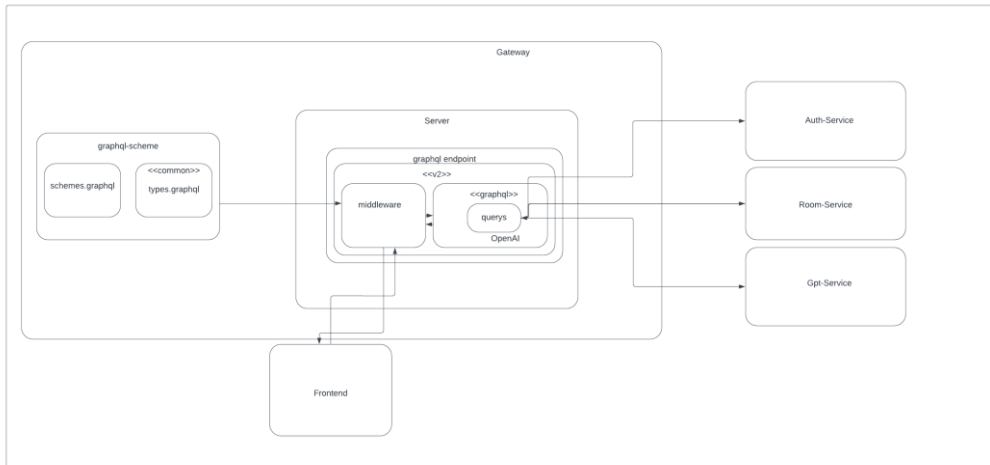 Gateway
Server
Auth-Service
graphql-scheme
graphql endpoint
<<common>>
<<v2>>
schemes.graphql
types.graphql
<<graphql>>
middleware
querys
OpenAI
Room-Service
Gpt-Service
Frontend